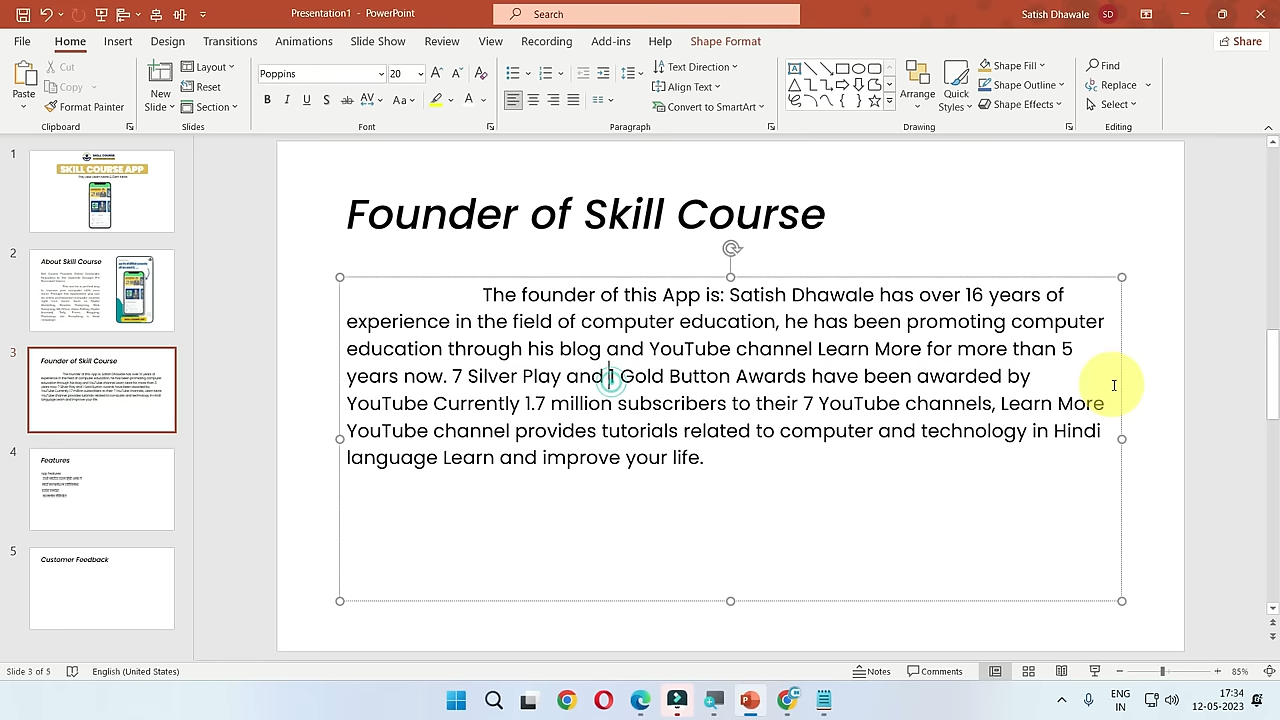 Presentation1 - PowerPoint
Search
Satish Dhawale
SD
File
Home
Insert
Design
Transitions
Animations
Slide Show
Review
View
Recording
Add-ins
Help
Shape Format
Share
Paste
Cut
Copy
Format Painter
Clipboard
New
Slide
Layout
Reset
Section
Slides
Poppins
20
Font
Text Direction
Align Text
Convert to SmartArt
Paragraph
Arrange
Quick
Styles
Shape Fill
Shape Outline
Shape Effects
Drawing
Find
Replace
Select
Editing
1
SKILL COURSE APP
2
About Skill Course
3
Founder of Skill Course
4
Features
5
Customer Feedback
Founder of Skill Course
The founder of this App is: Satish Dhawale has over 16 years of
experience in the field of computer education, he has been promoting computer
education through his blog and YouTube channel Learn More for more than 5
years now. 7 Silver Play and 1 Gold Button Awards have been awarded by
YouTube Currently 1.7 million subscribers to their 7 YouTube channels, Learn More
YouTube channel provides tutorials related to computer and technology in Hindi
language Learn and improve your life.
Slide 3 of 5
English (United States)
Notes
Comments
85%
ENG
IN
17:34
12-05-2023